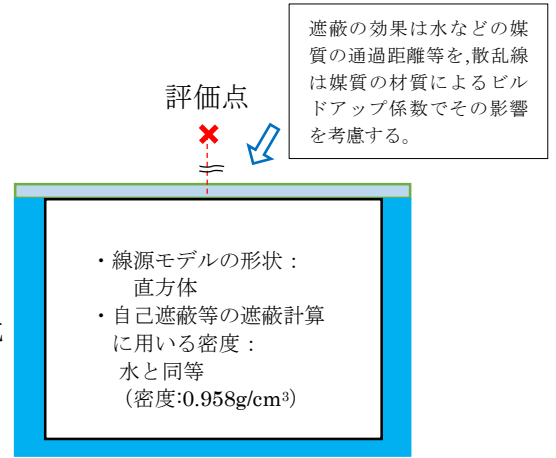 遮蔽の効果は水などの媒
質の通過距離等を,散乱線
は媒質の材質によるビル
ドアップ係数でその影響
を考慮する。
評価点
・線源モデルの形状：
直方体
・自己遮蔽等の遮蔽計算
に用いる密度：
水と同等
（密度:0.958g/cm³）